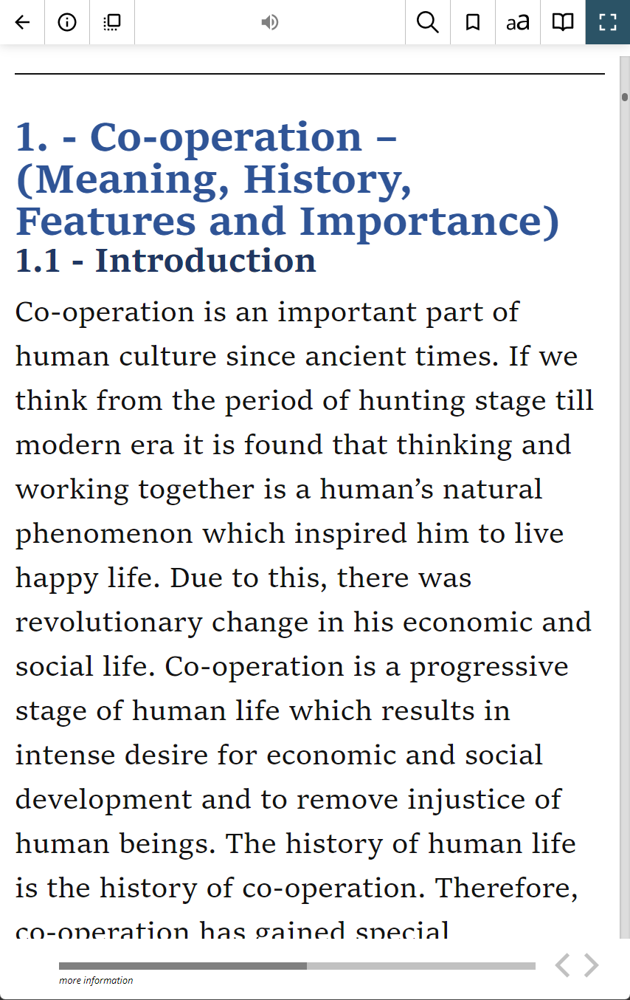 aA
1. - Co-operation –
(Meaning, History,
Features and Importance)
1.1 - Introduction
Co-operation is an important part of
human culture since ancient times. If we
think from the period of hunting stage till
modern era it is found that thinking and
working together is a human’s natural
phenomenon which inspired him to live
happy life. Due to this, there was
revolutionary change in his economic and
social life. Co-operation is a progressive
stage of human life which results in
intense desire for economic and social
development and to remove injustice of
human beings. The history of human life
is the history of co-operation. Therefore,
co-operation has gained special
more information